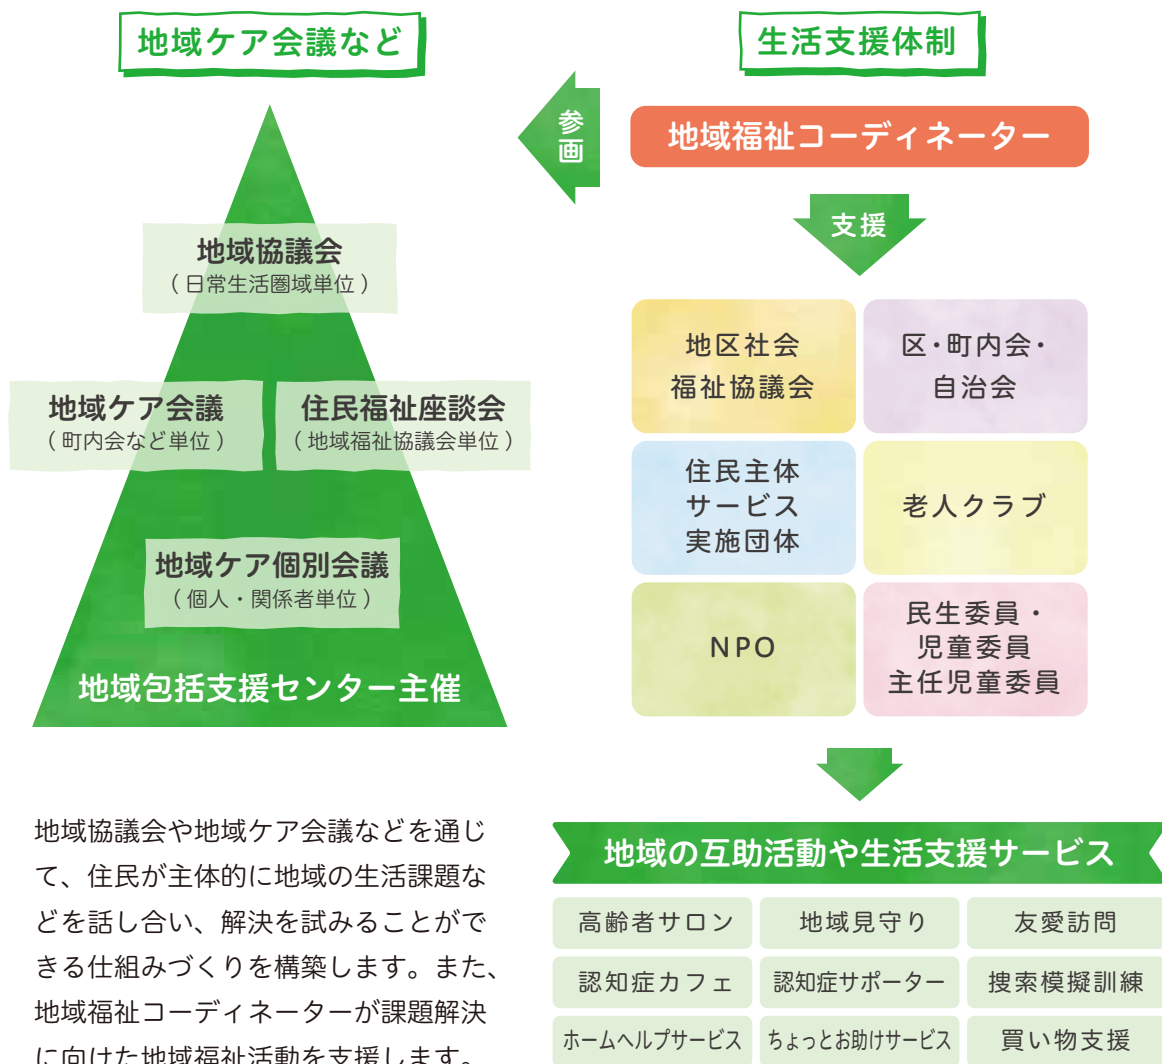 地域ケア会議など
地域協議会
（日常生活圏域単位）
地域ケア会議
（町内会など単位）
住民福祉座談会
（地域福祉協議会単位）
地域ケア個別会議
（個人・関係者単位）
地域包括支援センター主催
地域協議会や地域ケア会議などを通じ
て、住民が主体的に地域の生活課題な
どを話し合い、解決を試みることがで
きる仕組みづくりを構築します。また、
地域福祉コーディネーターが課題解決
に向けた地域福祉活動を支援します。
生活支援体制
参画
地域福祉コーディネーター
支援
地区社会
福祉協議会
区・町内会・
自治会
住民主体
サービス
実施団体
老人クラブ
NPO
民生委員・
児童委員
主任児童委員
地域の互助活動や生活支援サービス
高齢者サロン
地域見守り
友愛訪問
認知症カフェ
認知症サポーター
捜索模擬訓練
ホームヘルプサービス
ちょっとお助けサービス
買い物支援